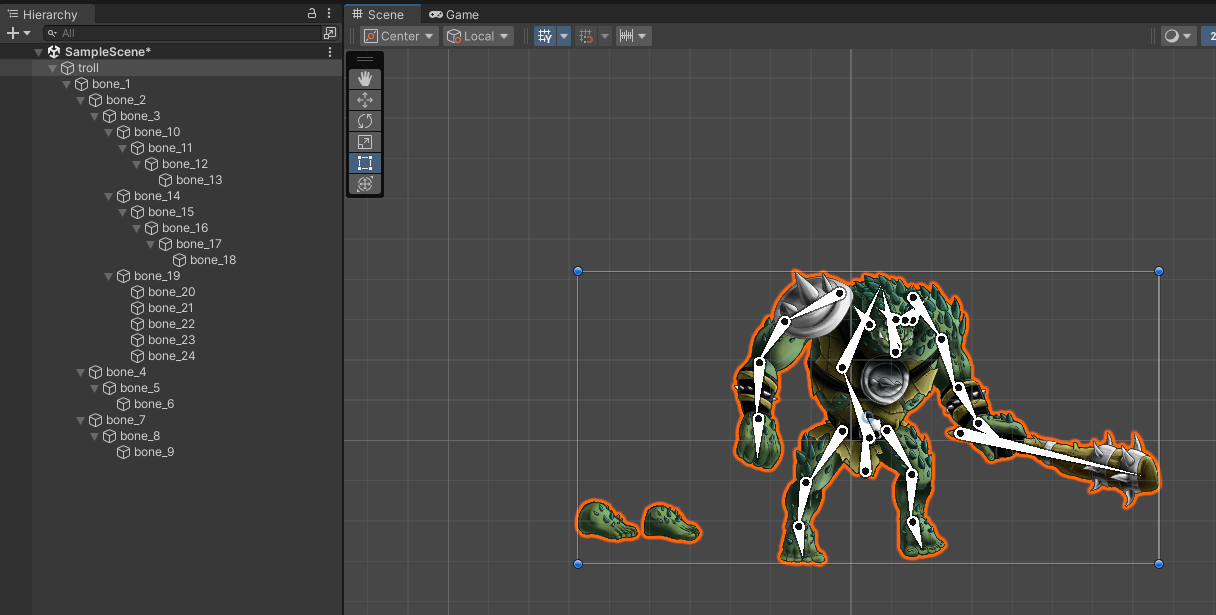 Hierarchy
All
SampleScene*
troll
bone_1
bone_2
bone_3
bone_10
bone_11
bone_12
bone_13
bone_14
bone_15
bone_16
bone_17
bone_18
bone_19
bone_20
bone_21
bone_22
bone_23
bone_24
bone_4
bone_5
bone_6
bone_7
bone_8
bone_9
Scene Game
Center Local 2